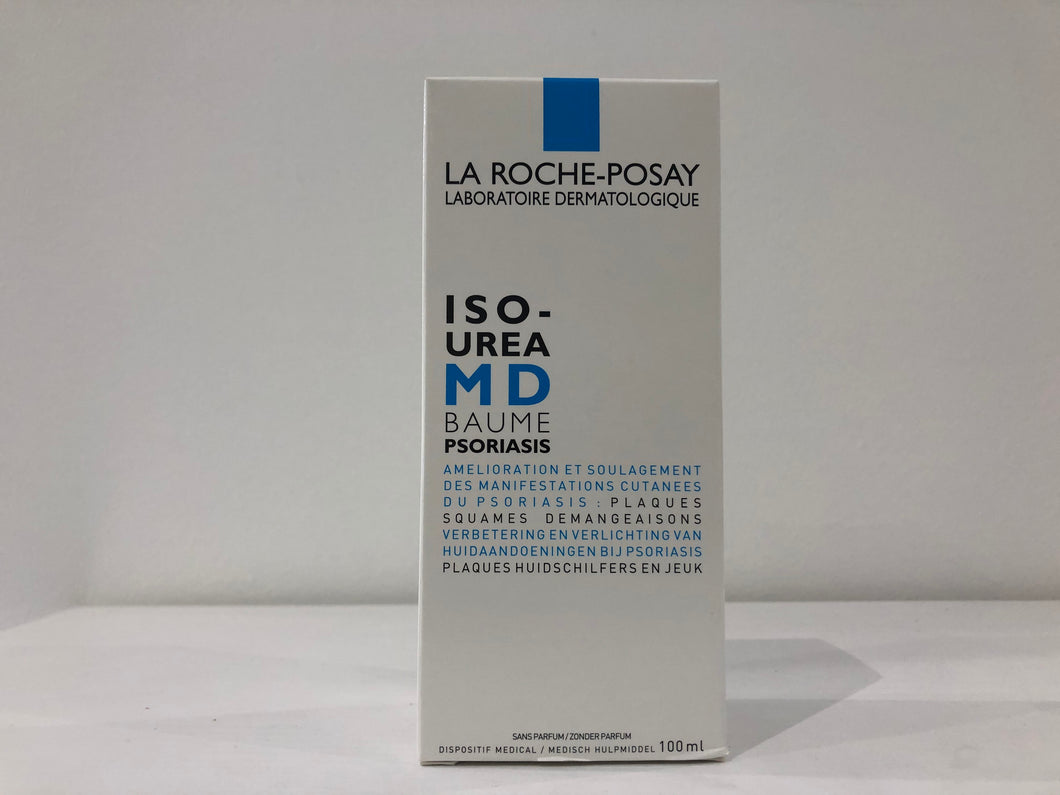 LA ROCHE-POSAY
LABORATOIRE DERMATOLOGIQUE
ISO-
UREA
MD
BAUME
PSORIASIS
AMELIORATION ET SOULAGEMENT
DES MANIFESTATIONS CUTANEES
DU PSORIASIS : PLAQUES
SQUAMES DEMANGEAISONS
VERBETERING EN VERLICHTING VAN
HUIDAANDOENINGEN BIJ PSORIASIS
PLAQUES HUIDSCHILFERS EN JEUK
SANS PARFUM/ZONDER PARFUM
DISPOSITIF MEDICAL / MEDISCH HULPMIDDEL 100ml